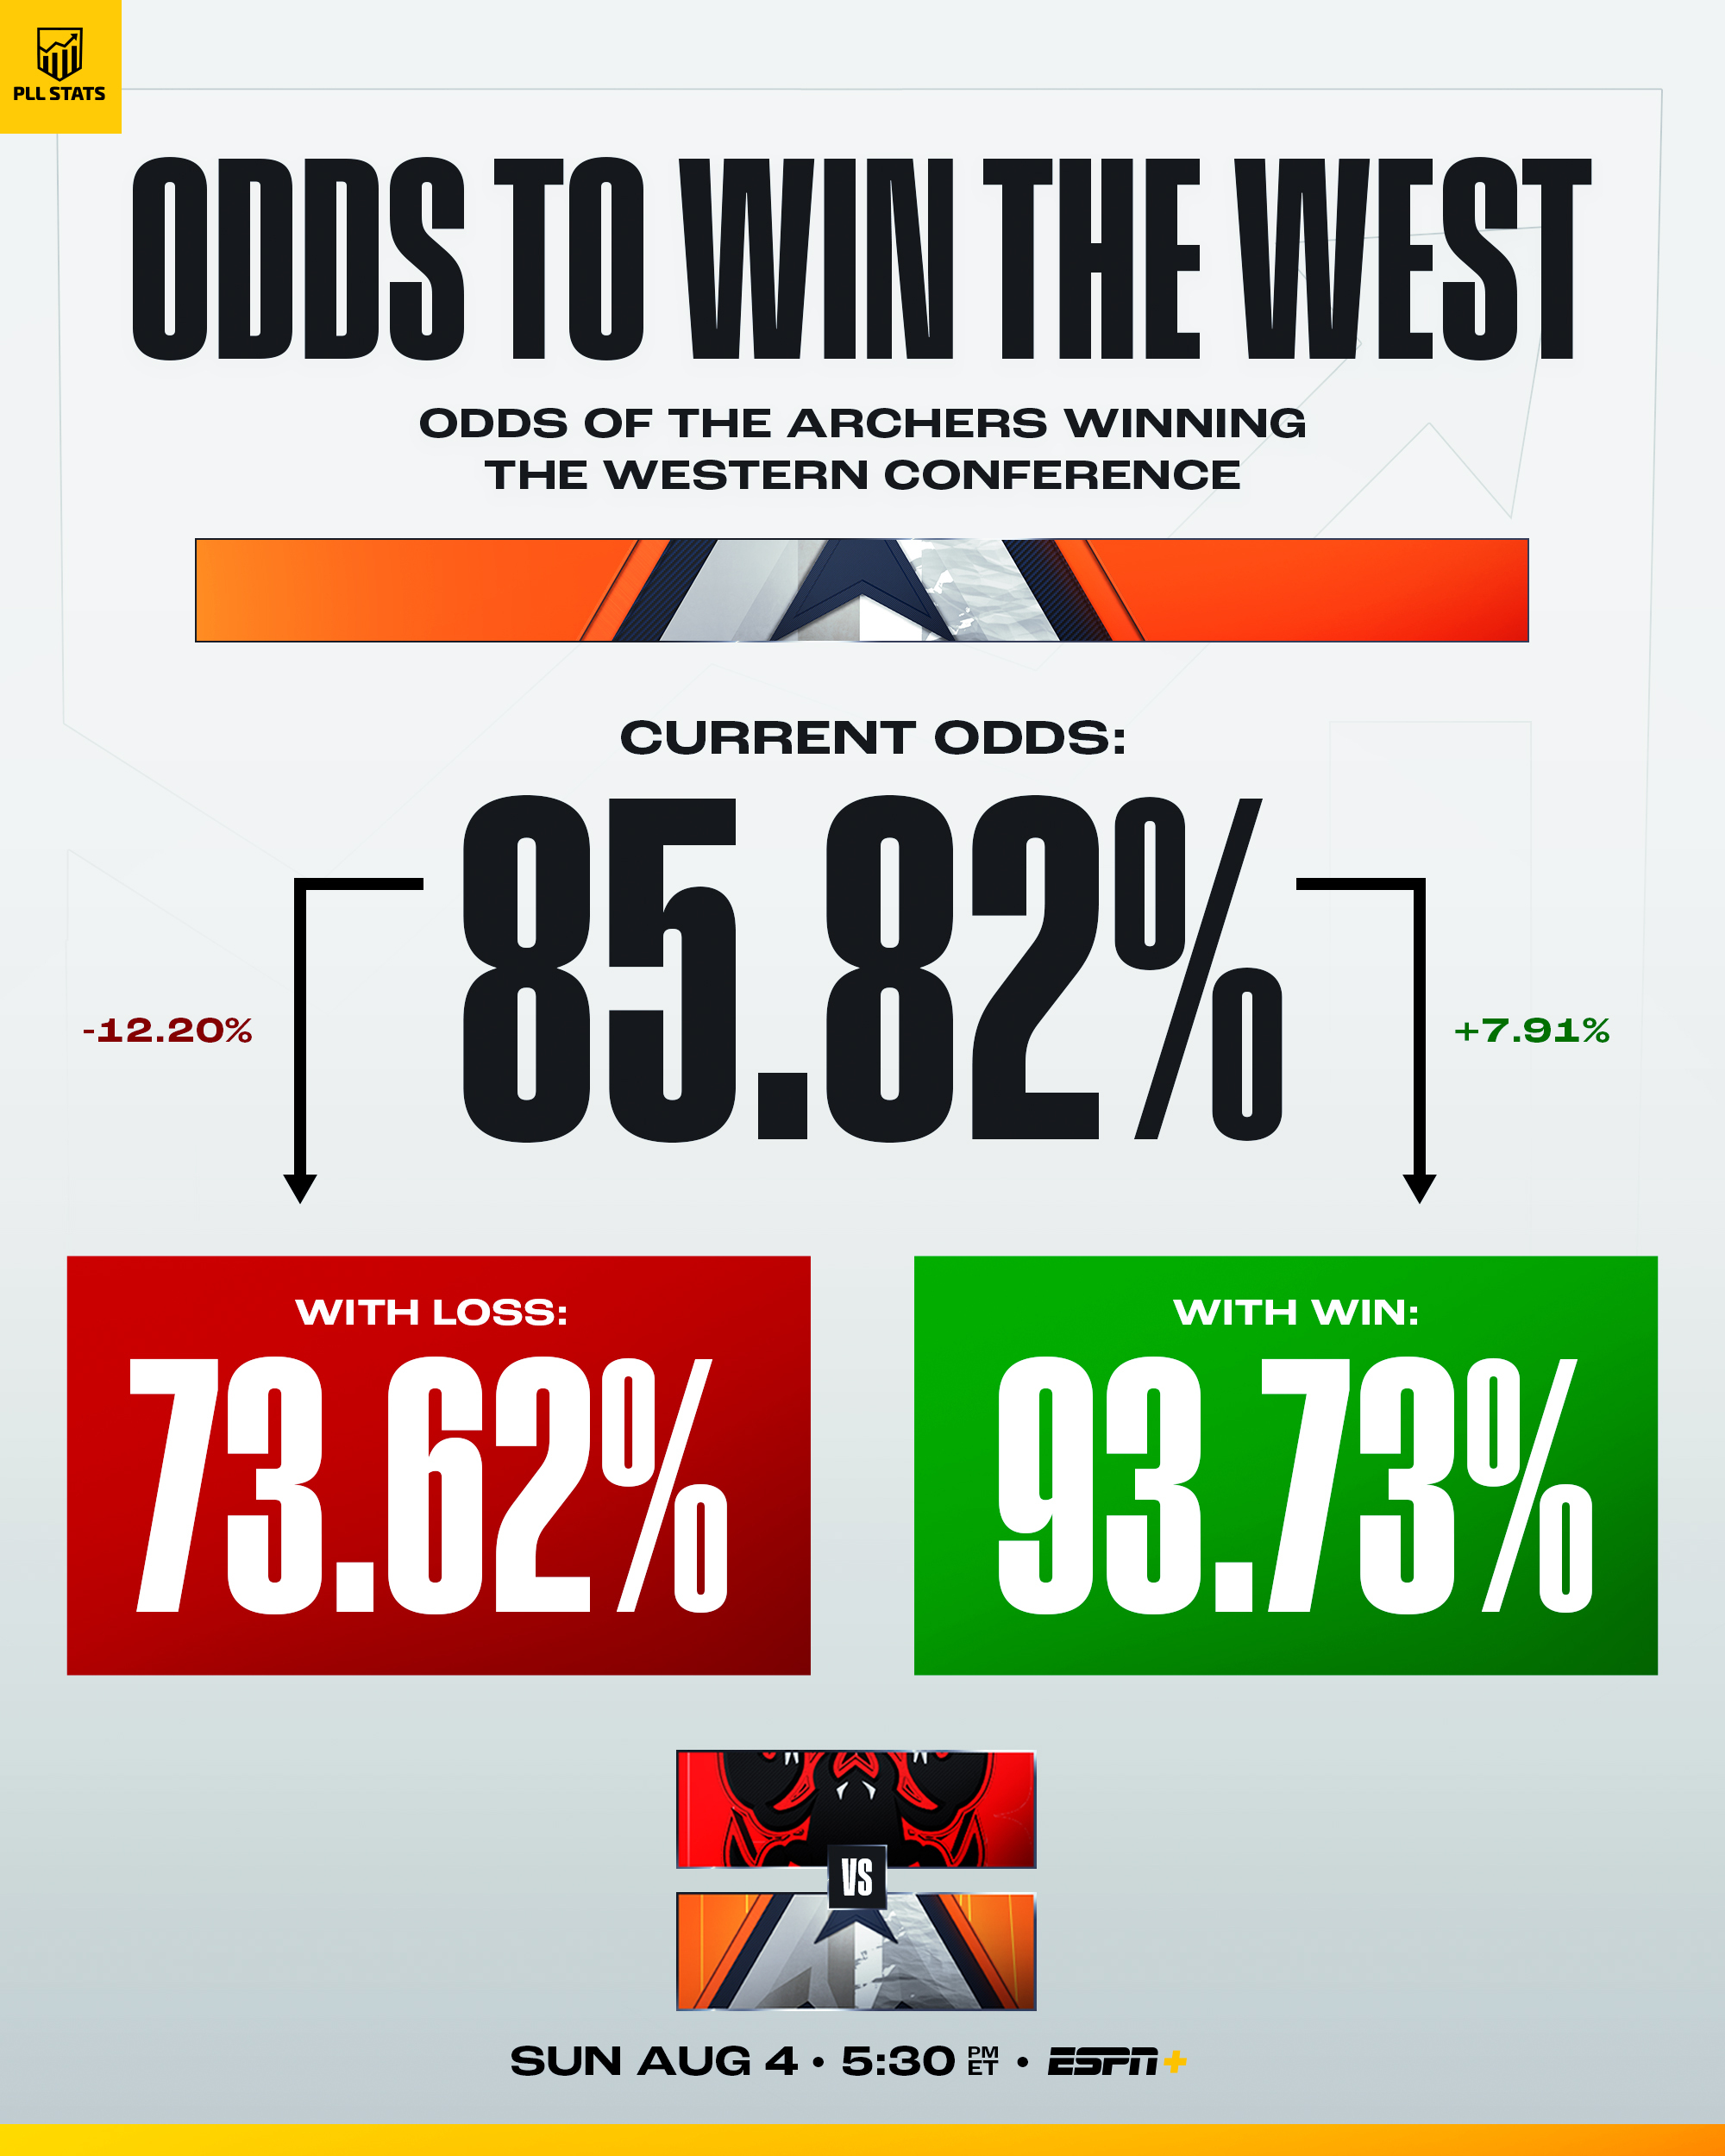 PLL STATS
ODDS TO WIN THE WEST
ODDS OF THE ARCHERS WINNING
THE WESTERN CONFERENCE
CURRENT ODDS:
85.82%
-12.20%
+7.91%
WITH LOSS:
73.62%
WITH WIN:
93.73%
VS
SUN AUG 4 • 5:30 PM ET • ESPN+